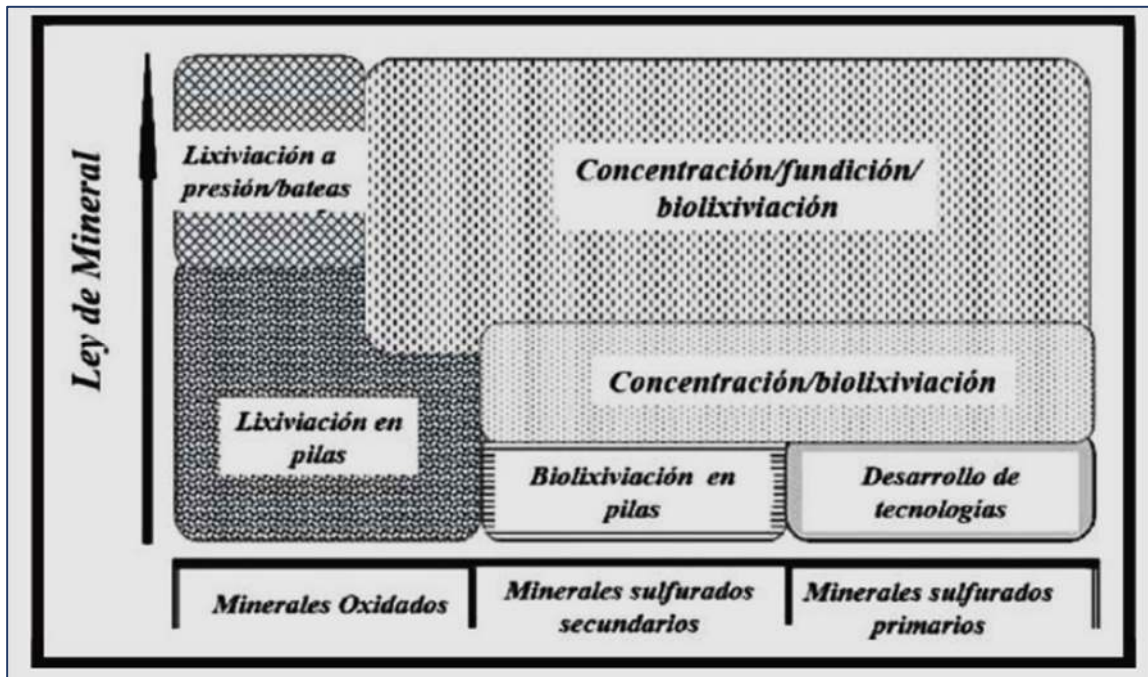 Ley de Mineral
Lixiviación a
presión/bateas
Concentración/fundición/
biolixiviación
Concentración/biolixiviación
Lixiviación en
pilas
Biolixiviación en
pilas
Desarrollo de
tecnologías
Minerales Oxidados
Minerales sulfurados
secundarios
Minerales sulfurados
primarios